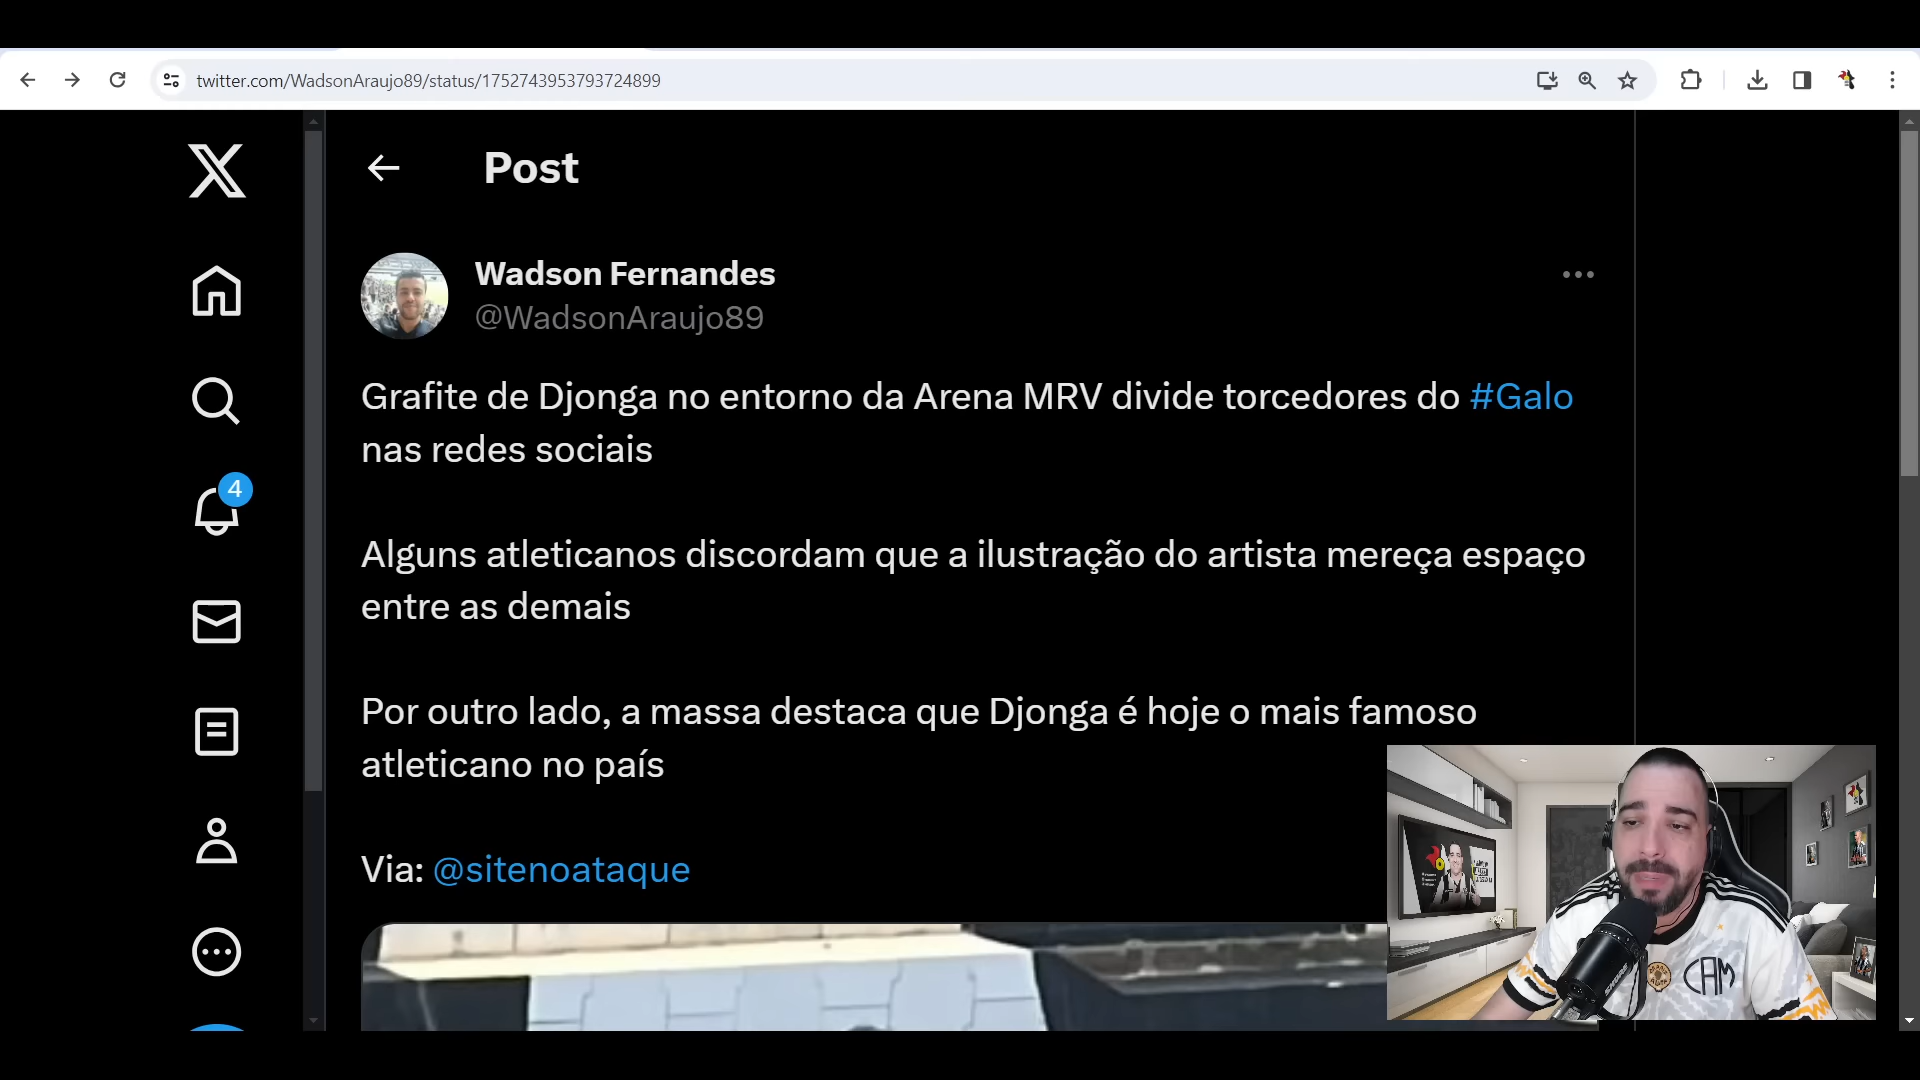 twitter.com/WadsonAraujo89/status/1752743953793724899
Post
Wadson Fernandes
@WadsonAraujo89
Grafite de Djonga no entorno da Arena MRV divide torcedores do #Galo
nas redes sociais
4
Alguns atleticanos discordam que a ilustração do artista mereça espaço
entre as demais
Por outro lado, a massa destaca que Djonga é hoje o mais famoso
atleticano no país
Via: @sitenoataque
SHURE
CAM